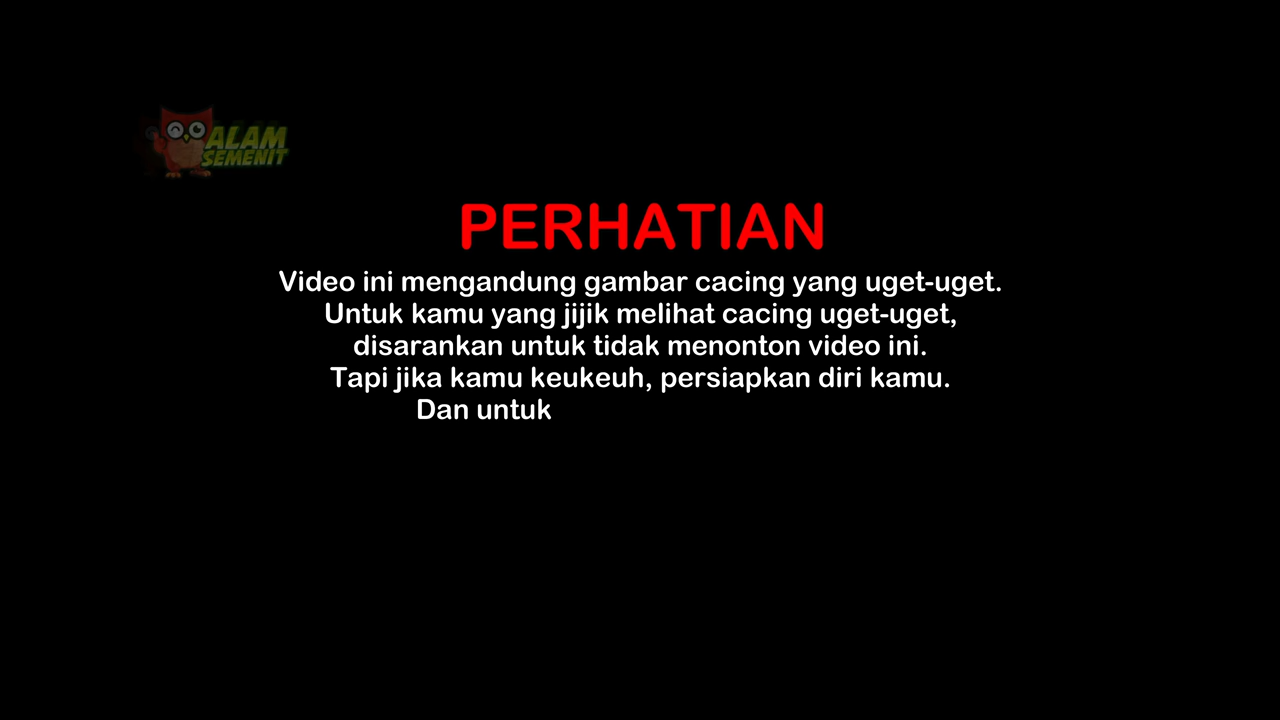 ALAM
SEMENIT
PERHATIAN
Video ini mengandung gambar cacing yang uget-uget.
Untuk kamu yang jijik melihat cacing uget-uget,
disarankan untuk tidak menonton video ini.
Tapi jika kamu keukeuh, persiapkan diri kamu.
Dan untuk